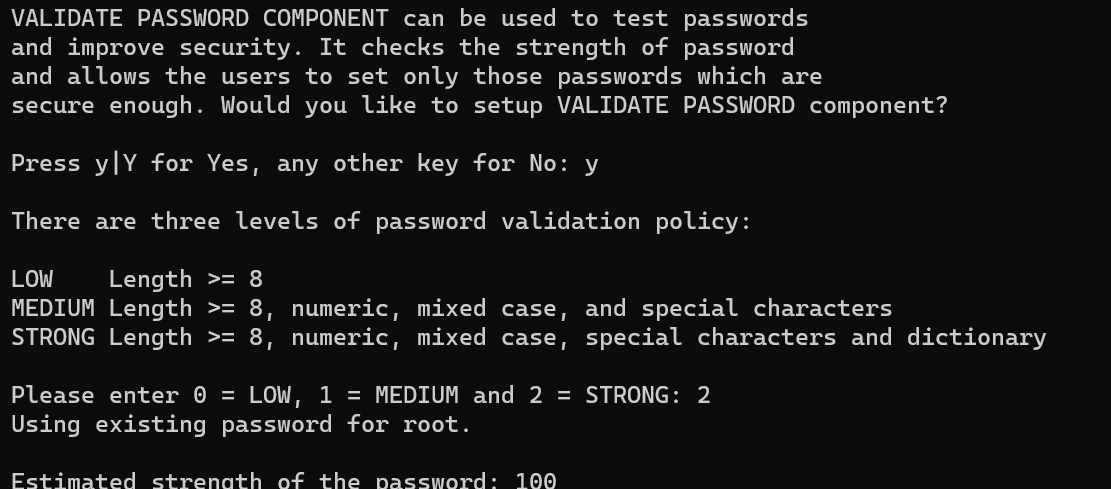 VALIDATE PASSWORD COMPONENT can be used to test passwords
and improve security. It checks the strength of password
and allows the users to set only those passwords which are
secure enough. Would you like to setup VALIDATE PASSWORD component?
Press y|Y for Yes, any other key for No: y
There are three levels of password validation policy:
LOW    Length >= 8
MEDIUM Length >= 8, numeric, mixed case, and special characters
STRONG Length >= 8, numeric, mixed case, special characters and dictionary
Please enter 0 = LOW, 1 = MEDIUM and 2 = STRONG: 2
Using existing password for root.
Estimated strength of the password: 100